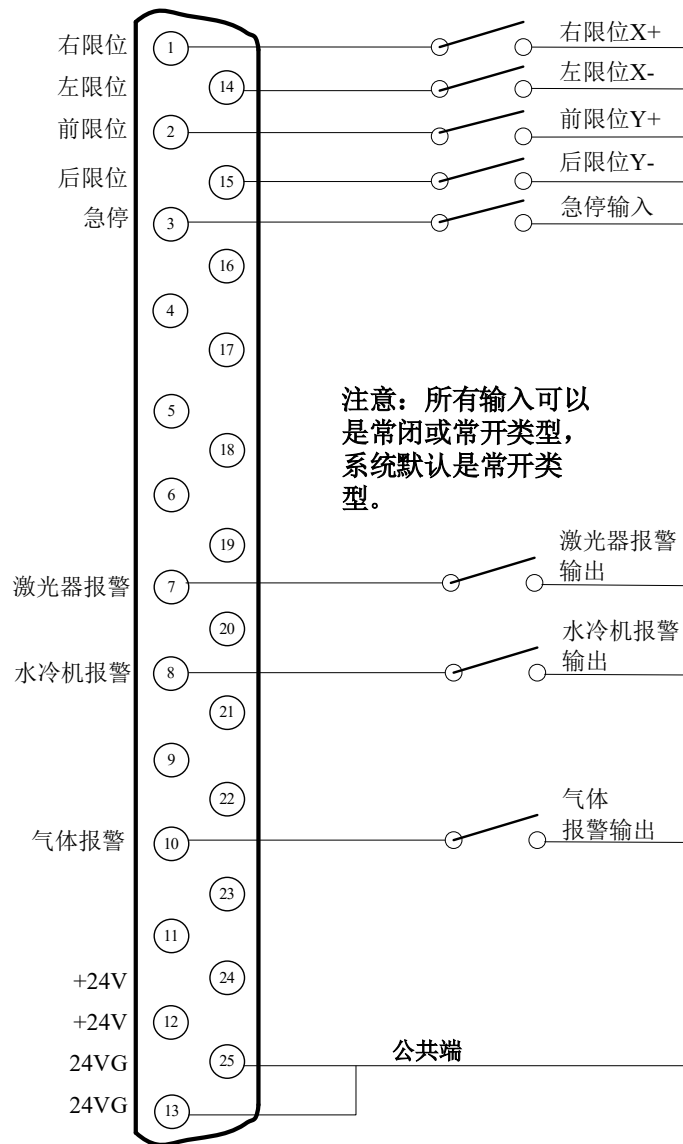 右限位
1
右限位X+
左限位
14
左限位X-
前限位
2
前限位Y+
后限位
15
后限位Y-
急停
3
急停输入
16
4
17
注意：所有输入可以
是常闭或常开类型，
系统默认是常开类
型。
5
18
6
19
激光器报警
输出
激光器报警
7
20
水冷机报警
输出
水冷机报警
8
21
9
22
气体
报警输出
气体报警
10
23
11
+24V
24
+24V
12
24VG
25
公共端
24VG
13